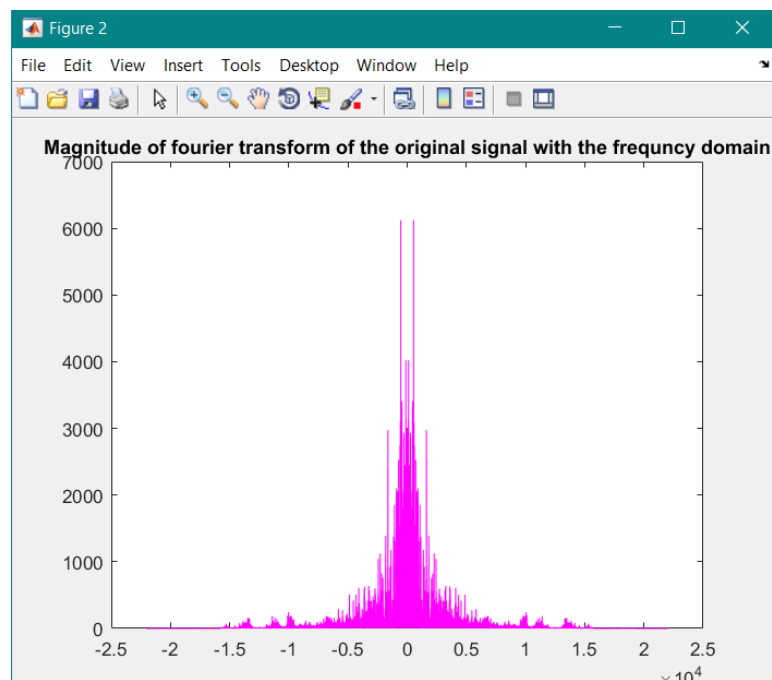 Figure 2
File Edit View Insert Tools Desktop Window Help
Magnitude of fourier transform of the original signal with the frequncy domain
7000
6000
5000
4000
3000
2000
1000
0
-2.5 -2 -1.5 -1 -0.5 0 0.5 1 1.5 2 2.5
×10⁴